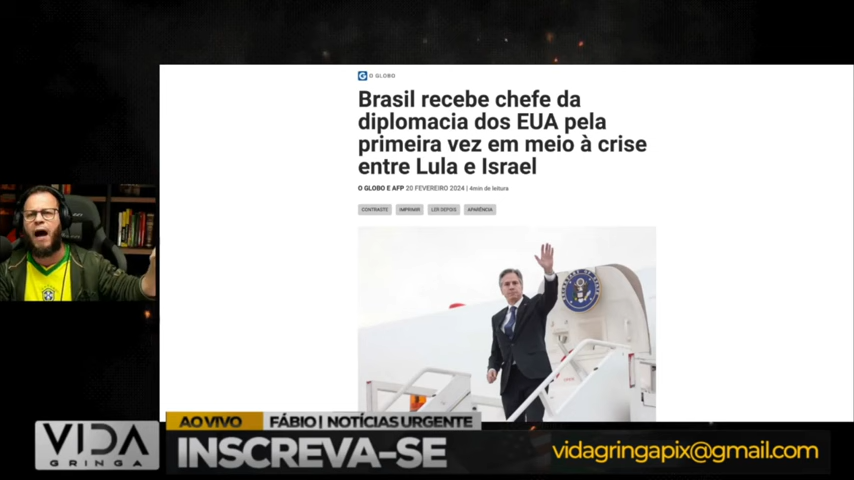 O GLOBO
Brasil recebe chefe da
diplomacia dos EUA pela
primeira vez em meio à crise
entre Lula e Israel
O GLOBO E AFP 20 FEVEREIRO 2024 | 4min de leitura
CONTRASTE IMPRIMIR LER DEPOIS APARÊNCIA
AO VIVO FÁBIO | NOTÍCIAS URGENTE
VIDA
GRINGA
INSCREVA-SE
vidagringapix@gmail.com